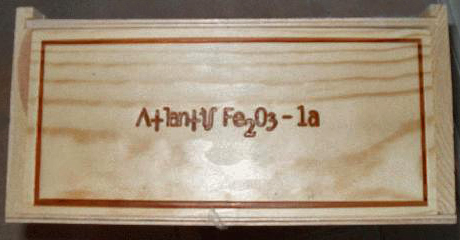 Atlantis Fe2O3 - 1a